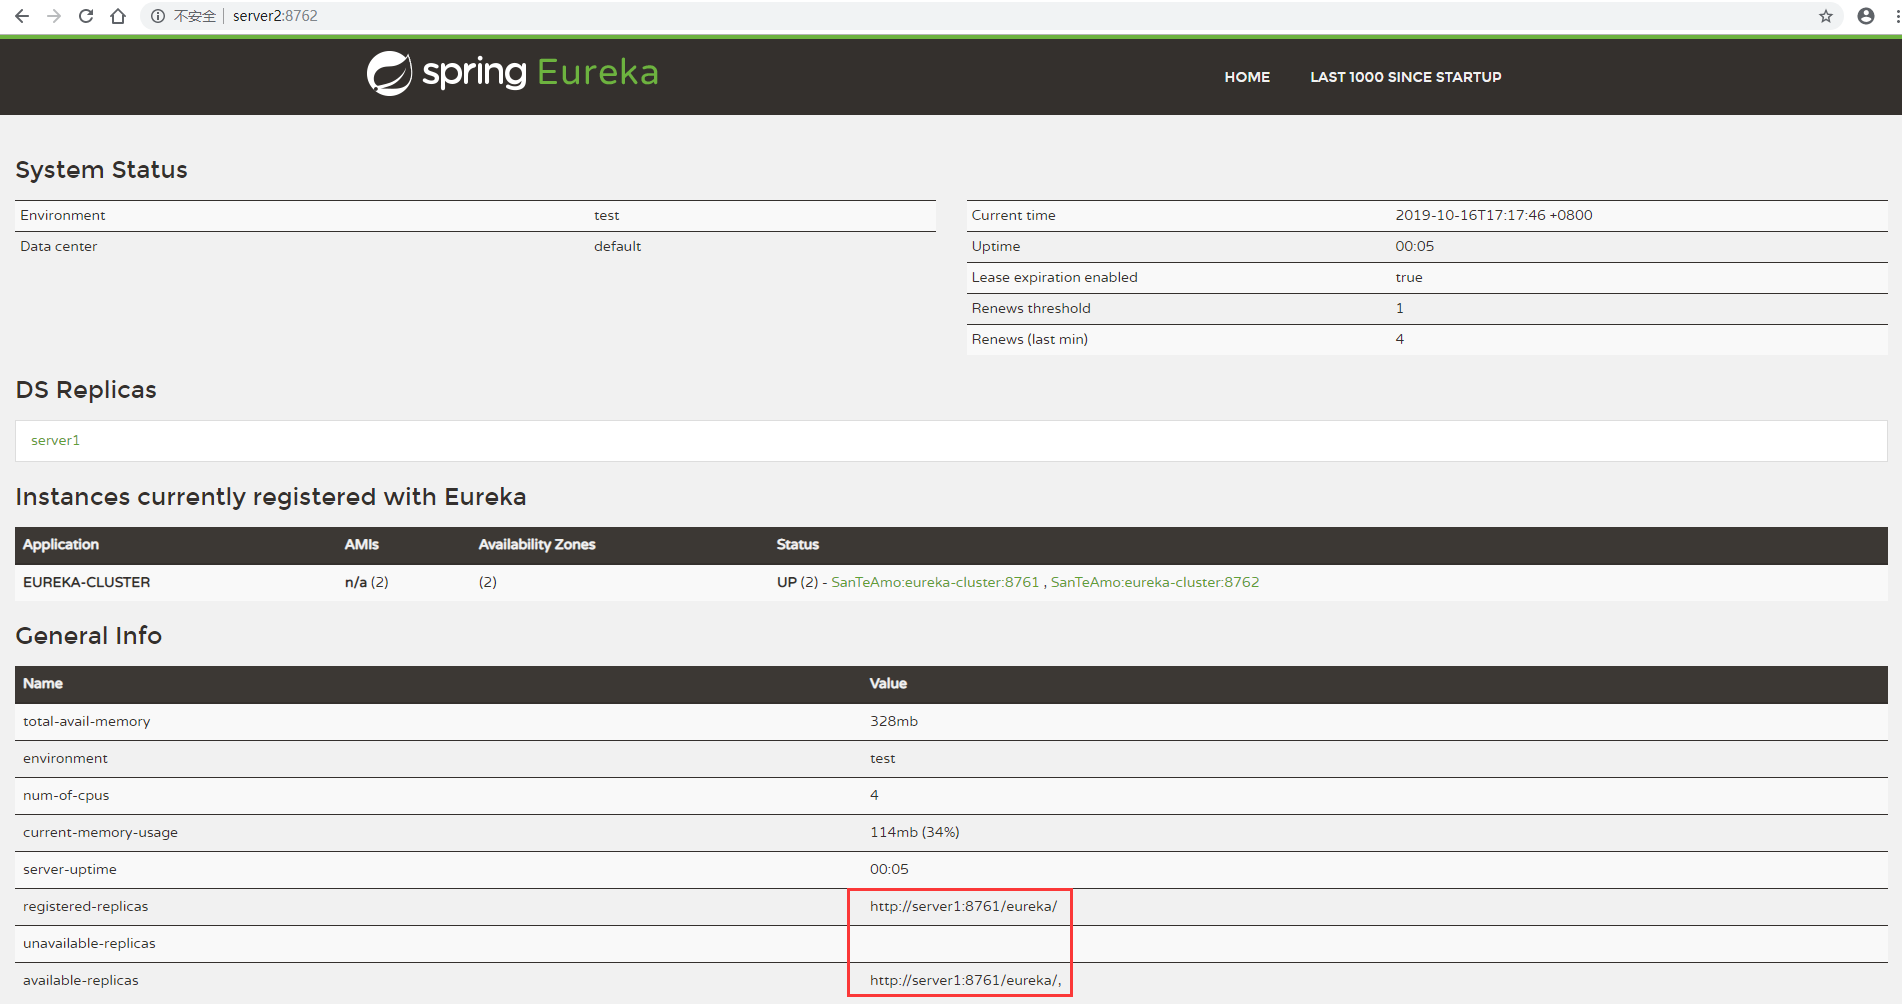 不安全 server2:8762
spring Eureka
HOME LAST 1000 SINCE STARTUP
System Status
Environment test
Data center default
Current time 2019-10-16T17:17:46 +0800
Uptime 00:05
Lease expiration enabled true
Renews threshold 1
Renews (last min) 4
DS Replicas
server1
Instances currently registered with Eureka
Application AMIs Availability Zones Status
EUREKA-CLUSTER n/a (2) (2) UP (2) - SanTeAmo:eureka-cluster:8761 , SanTeAmo:eureka-cluster:8762
General Info
Name Value
total-avail-memory 328mb
environment test
num-of-cpus 4
current-memory-usage 114mb (34%)
server-uptime 00:05
registered-replicas http://server1:8761/eureka/
unavailable-replicas
available-replicas http://server1:8761/eureka/,